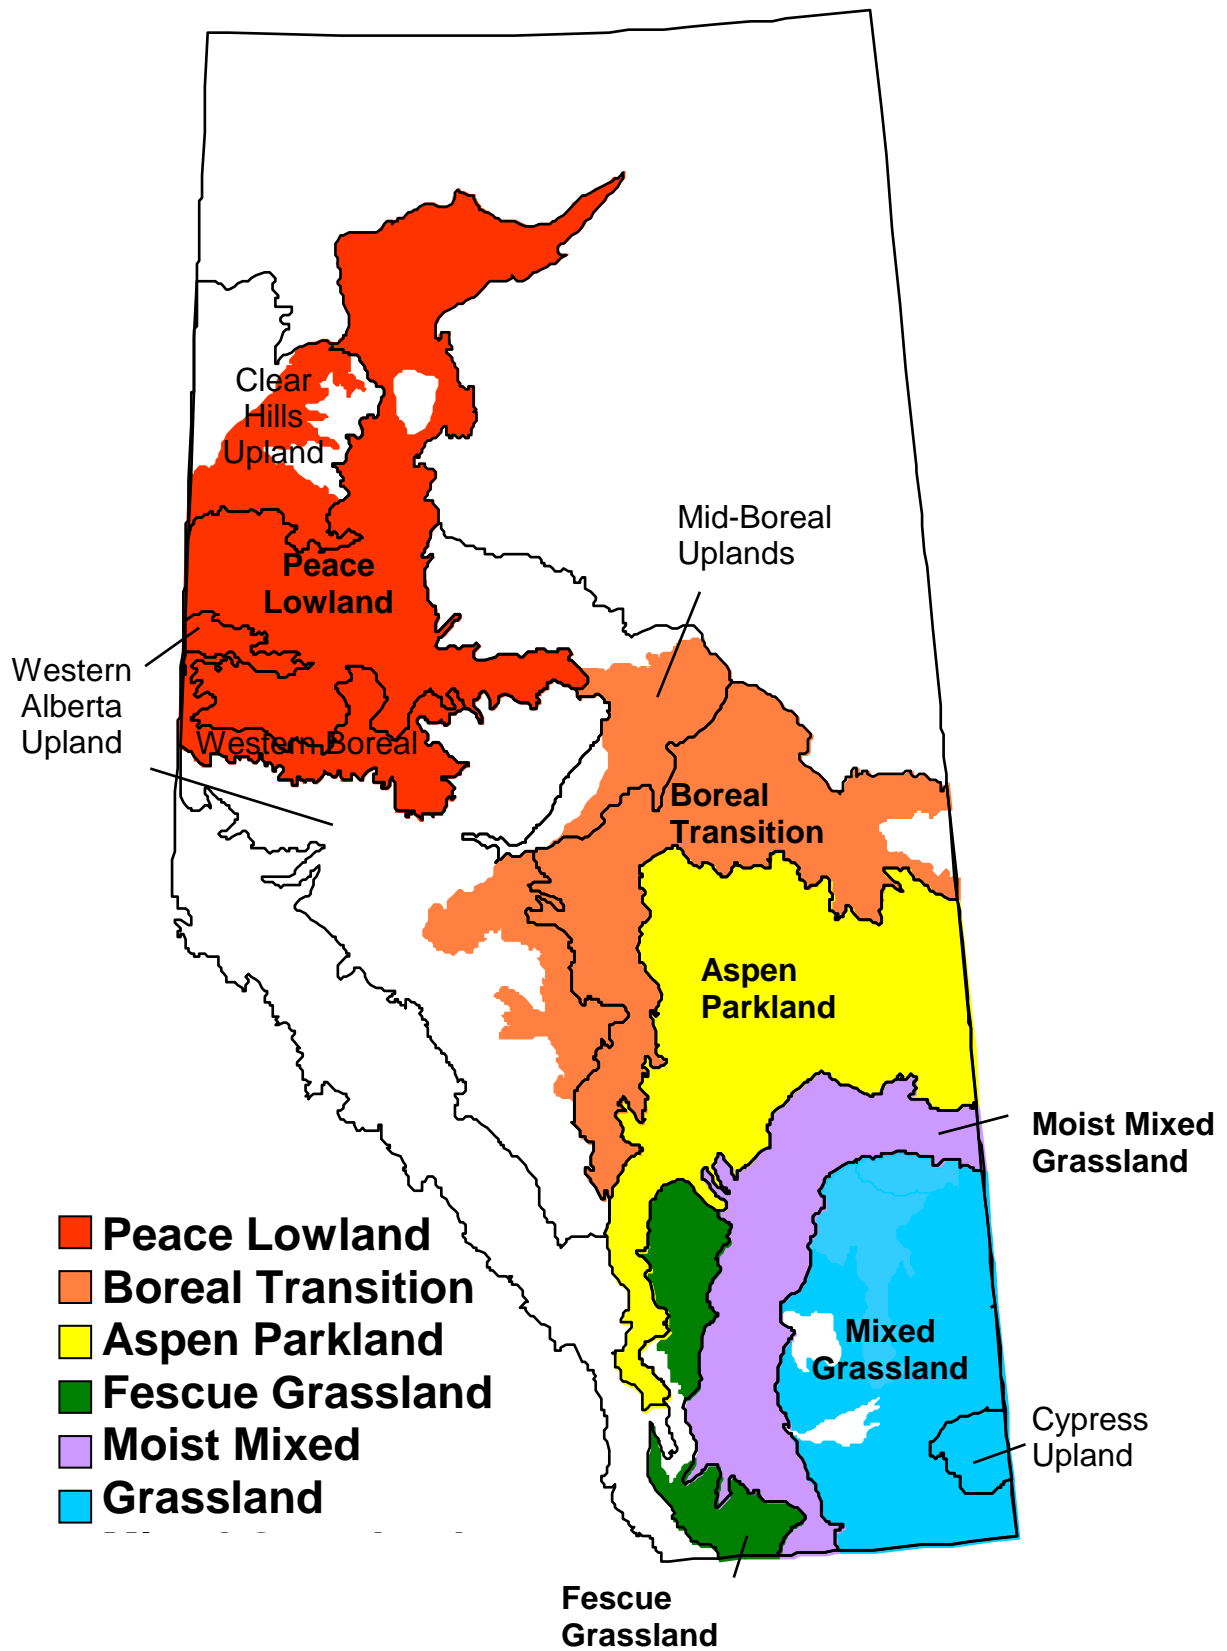 Clear
Hills
Upland
Mid-Boreal
Uplands
Peace
Lowland
Western
Alberta
Upland
Western Boreal
Boreal
Transition
Aspen
Parkland
Moist Mixed
Grassland
Peace Lowland
Boreal Transition
Aspen Parkland
Fescue Grassland
Moist Mixed
Grassland
Mixed
Grassland
Cypress
Upland
Fescue
Grassland